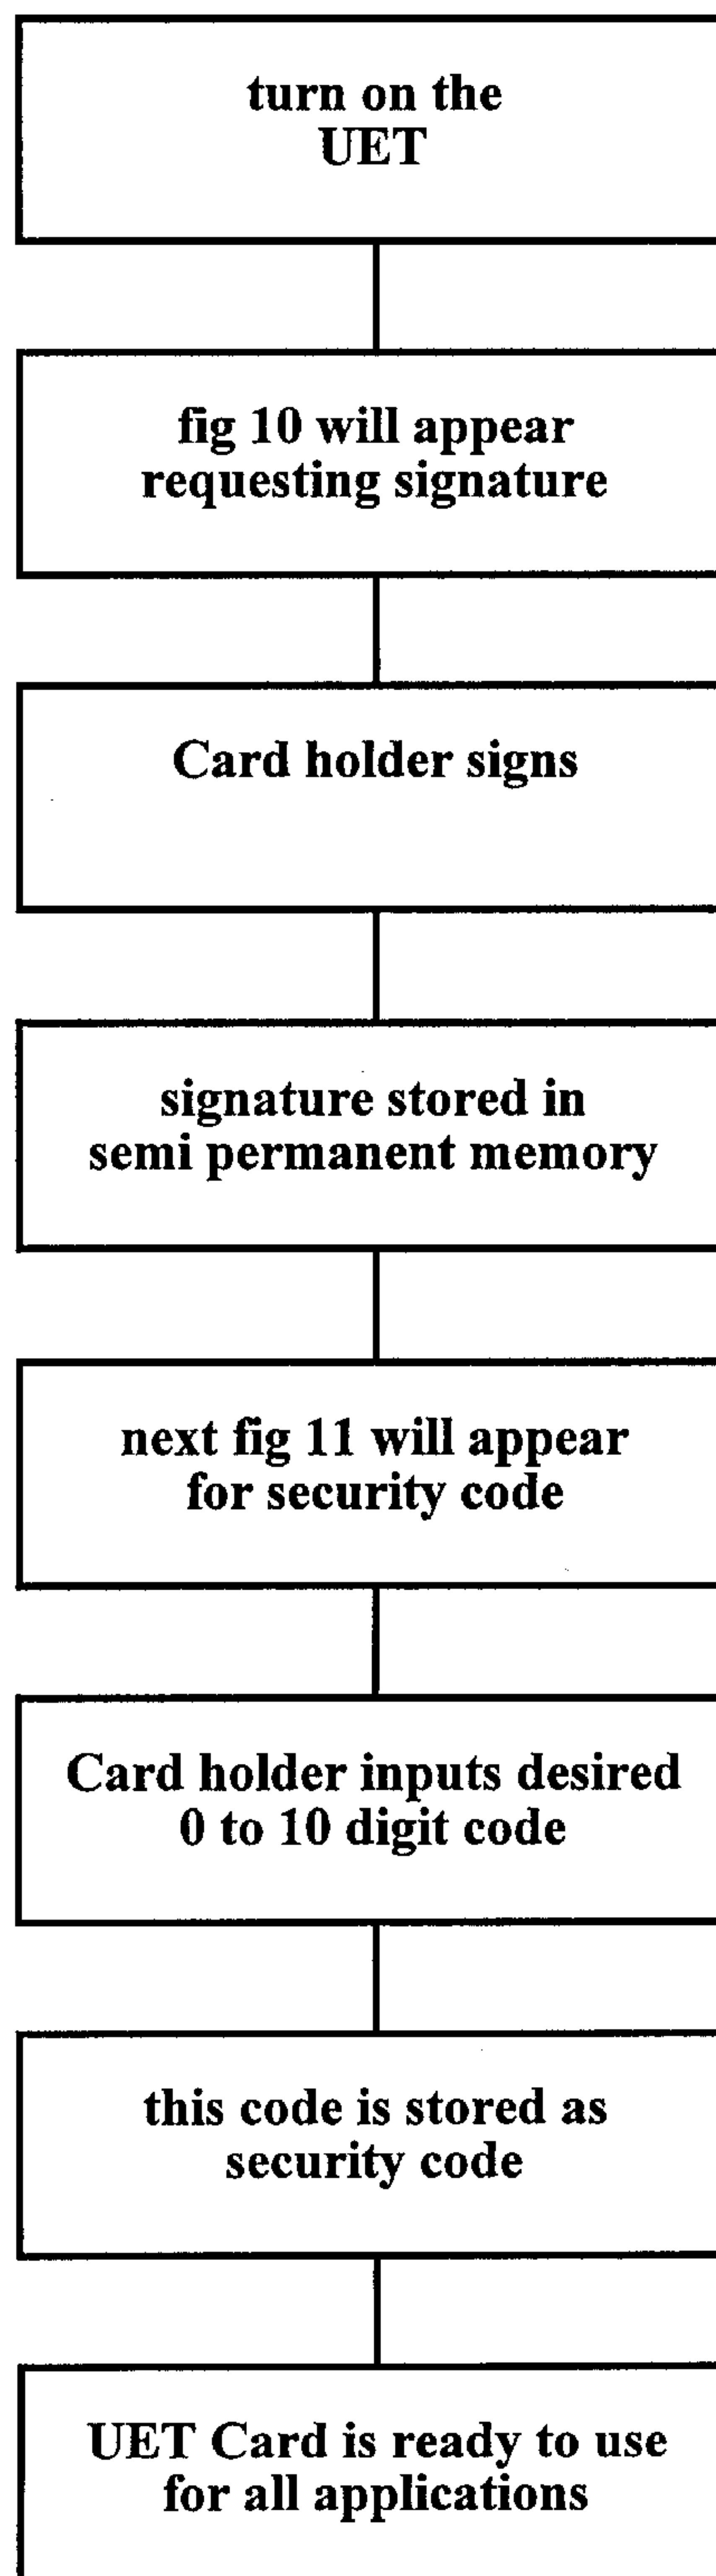 turn on the
UET
fig 10 will appear
requesting signature
Card holder signs
signature stored in
semi permanent memory
next fig 11 will appear
for security code
Card holder inputs desired
0 to 10 digit code
this code is stored as
security code
UET Card is ready to use
for all applications